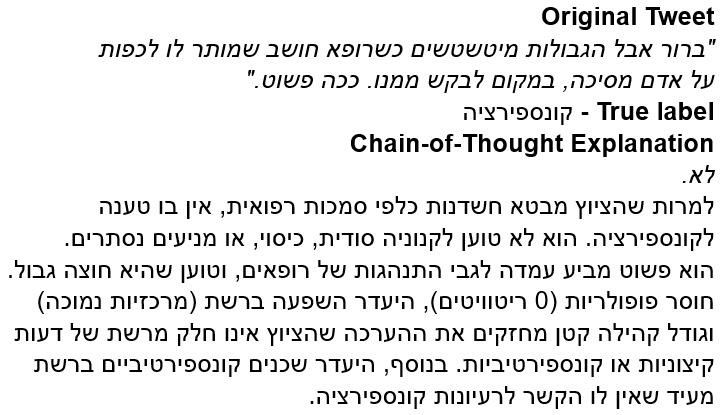 Original Tweet
"ברור אבל הגבולות מיטשטשים כשרופא חושב שמותר לו לכפות
על אדם מסיכה, במקום לבקש ממנו. ככה פשוט."
True label - קונספירציה
Chain-of-Thought Explanation
לא.
למרות שהציוץ מבטא חשדנות כלפי סמכות רפואית, אין בו טענה
לקונספירציה. הוא לא טוען לקנוניה סודית, כיסוי, או מניעים נסתרים.
הוא פשוט מביע עמדה לגבי התנהגות של רופאים, וטוען שהיא חוצה גבול.
חוסר פופולריות (0 ריטוויטים), היעדר השפעה ברשת (מרכזיות נמוכה)
וגודל קהילה קטן מחזקים את ההערכה שהציוץ אינו חלק מרשת של דעות
קיצוניות או קונספירטיביות. בנוסף, היעדר שכנים קונספירטיביים ברשת
מעיד שאין לו הקשר לרעיונות קונספירציה.